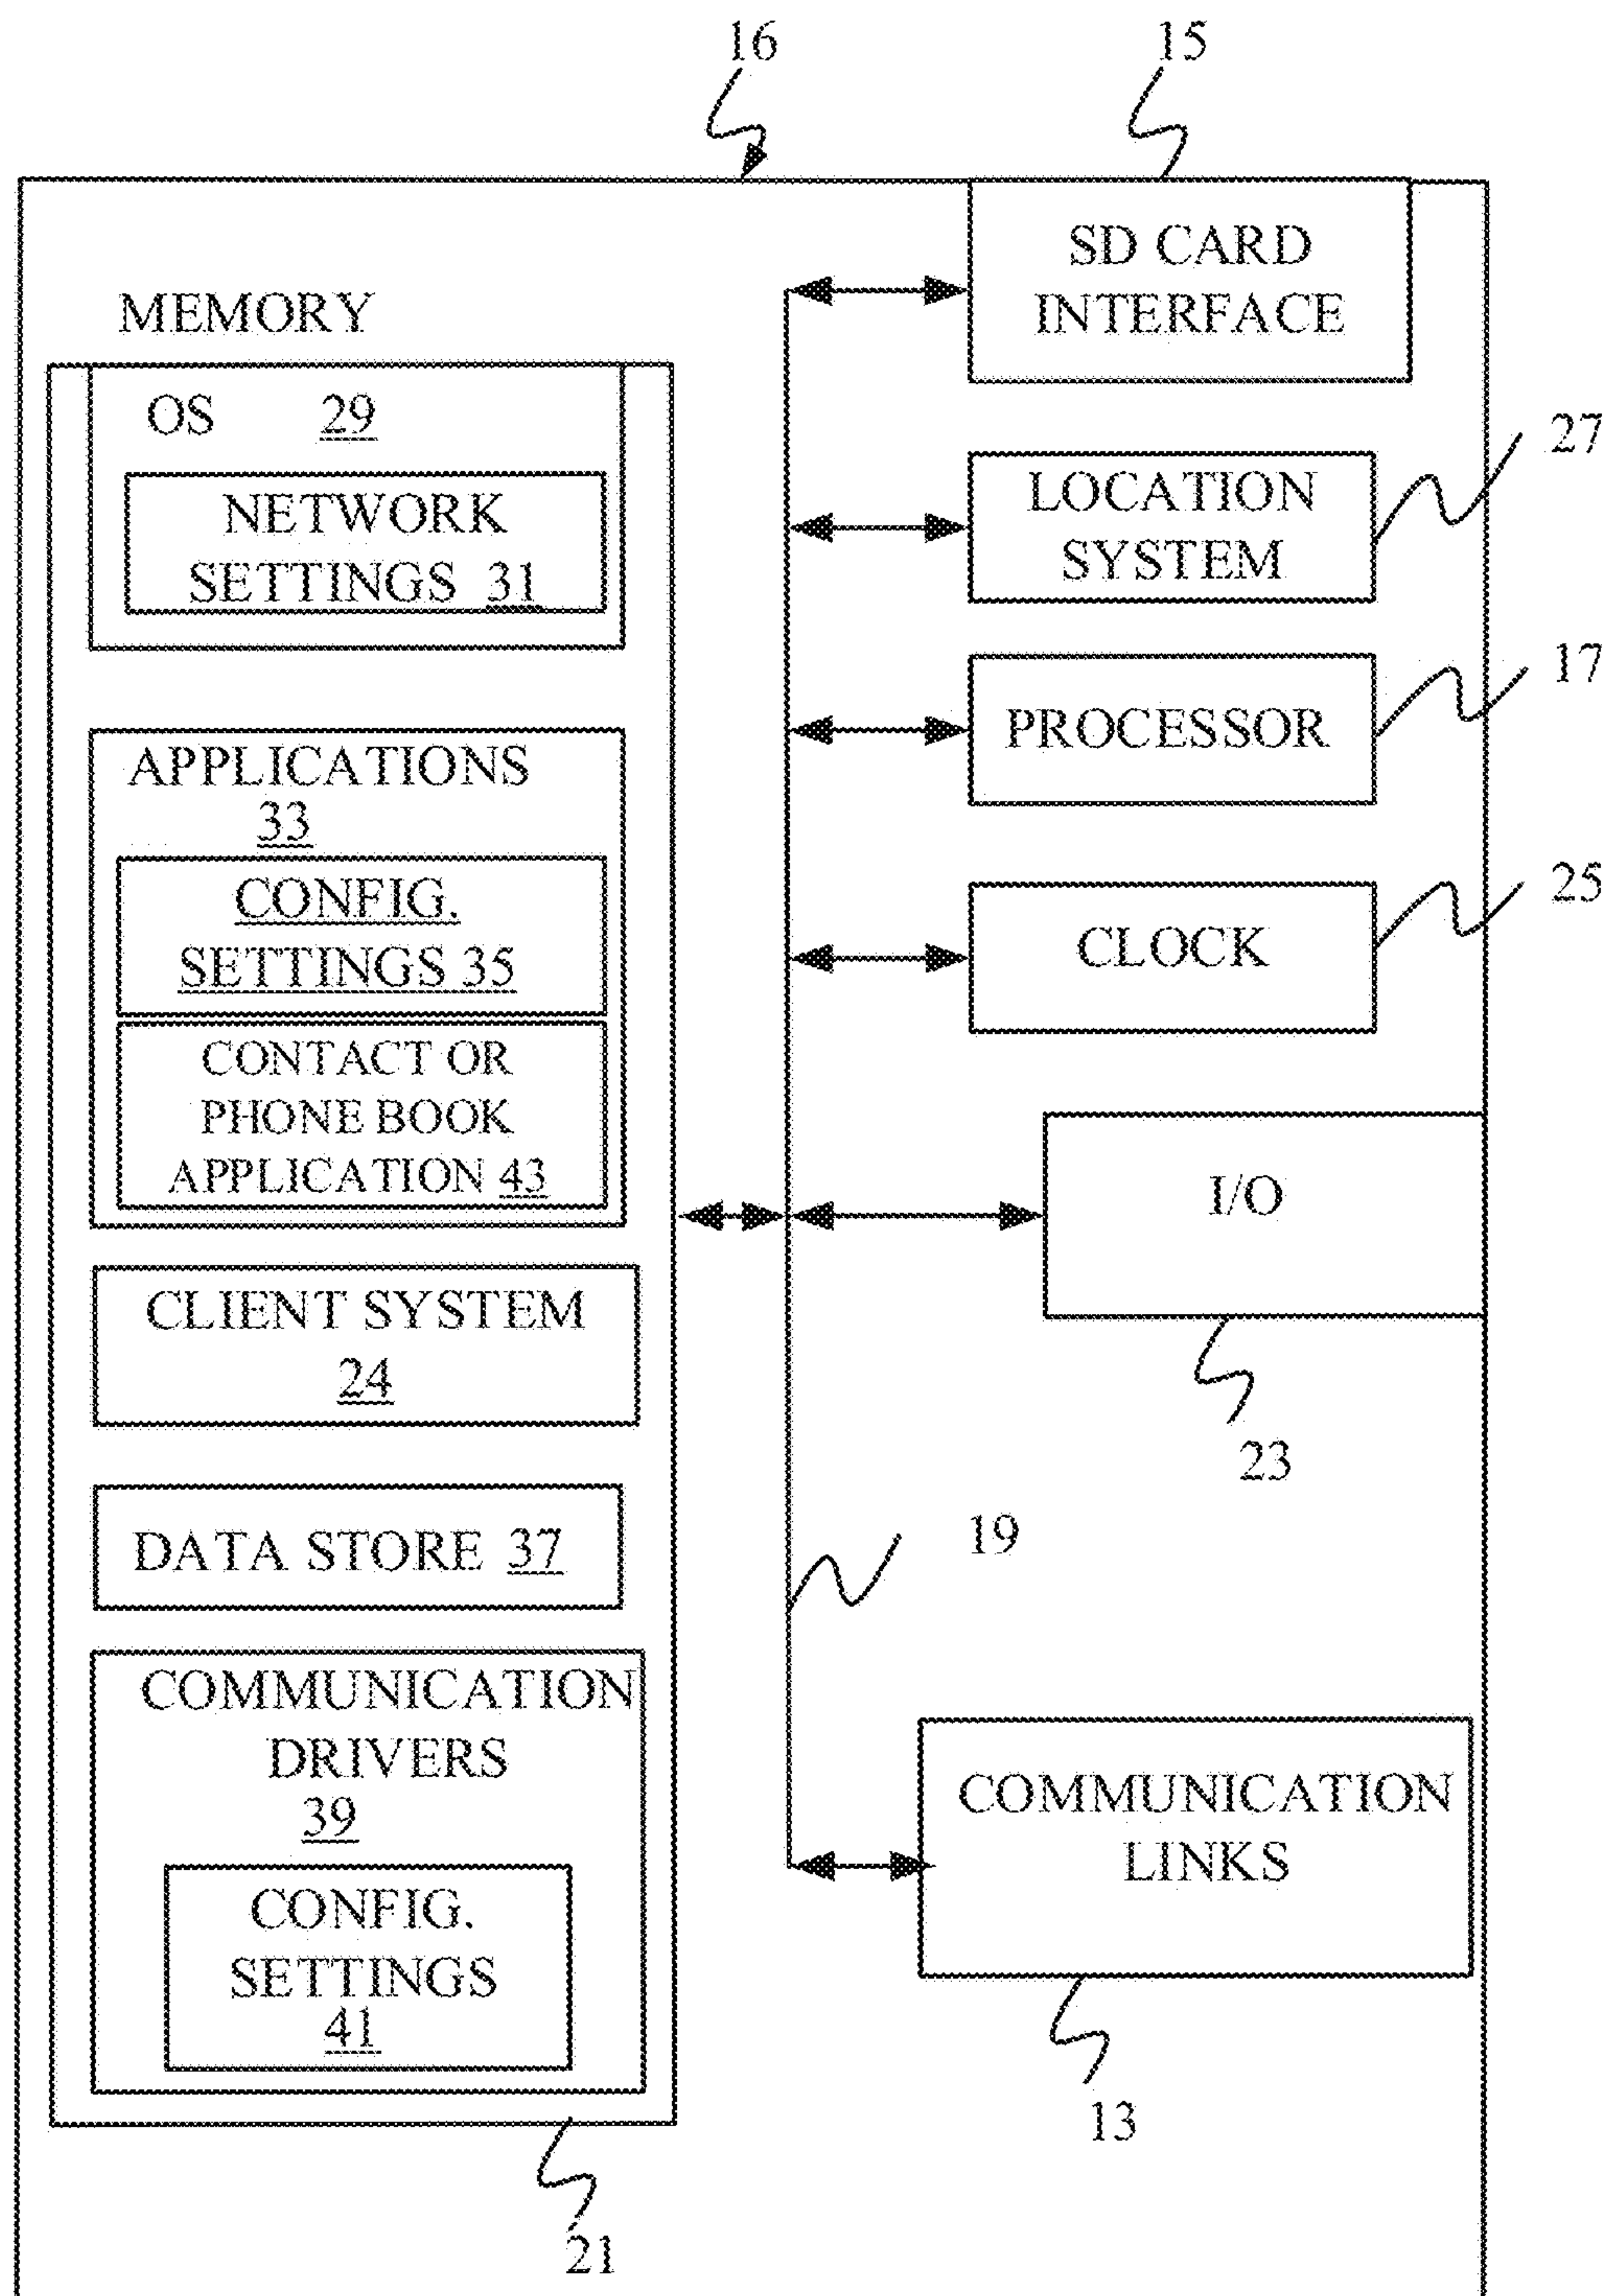 16
15
SD CARD
INTERFACE
MEMORY
OS 29
NETWORK
SETTINGS 31
27
LOCATION
SYSTEM
17
PROCESSOR
APPLICATIONS
33
CONFIG.
SETTINGS 35
25
CLOCK
CONTACT OR
PHONE BOOK
APPLICATION 43
I/O
23
CLIENT SYSTEM
24
DATA STORE 37
19
COMMUNICATION
DRIVERS
39
CONFIG.
SETTINGS
41
COMMUNICATION
LINKS
13
21